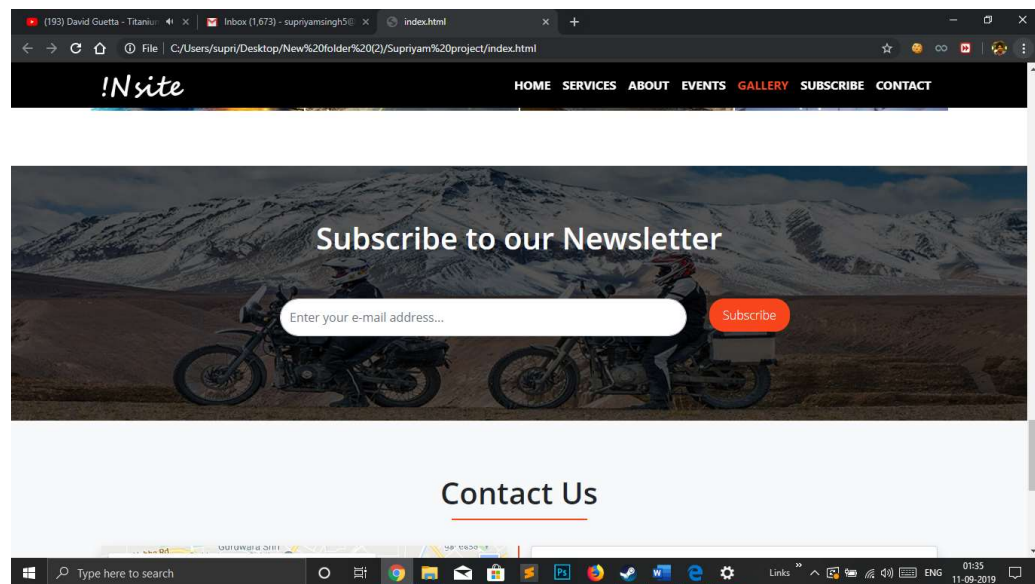 (193) David Guetta - Titaniu
Inbox (1,673) - supriyamsingh5@
index.html
File | C:/Users/supri/Desktop/New%20folder%20(2)/Supriyam%20project/index.html
!Nsite
HOME SERVICES ABOUT EVENTS GALLERY SUBSCRIBE CONTACT
Subscribe to our Newsletter
Enter your e-mail address...
Subscribe
Contact Us
Type here to search
Links
ENG
01:35
11-09-2019